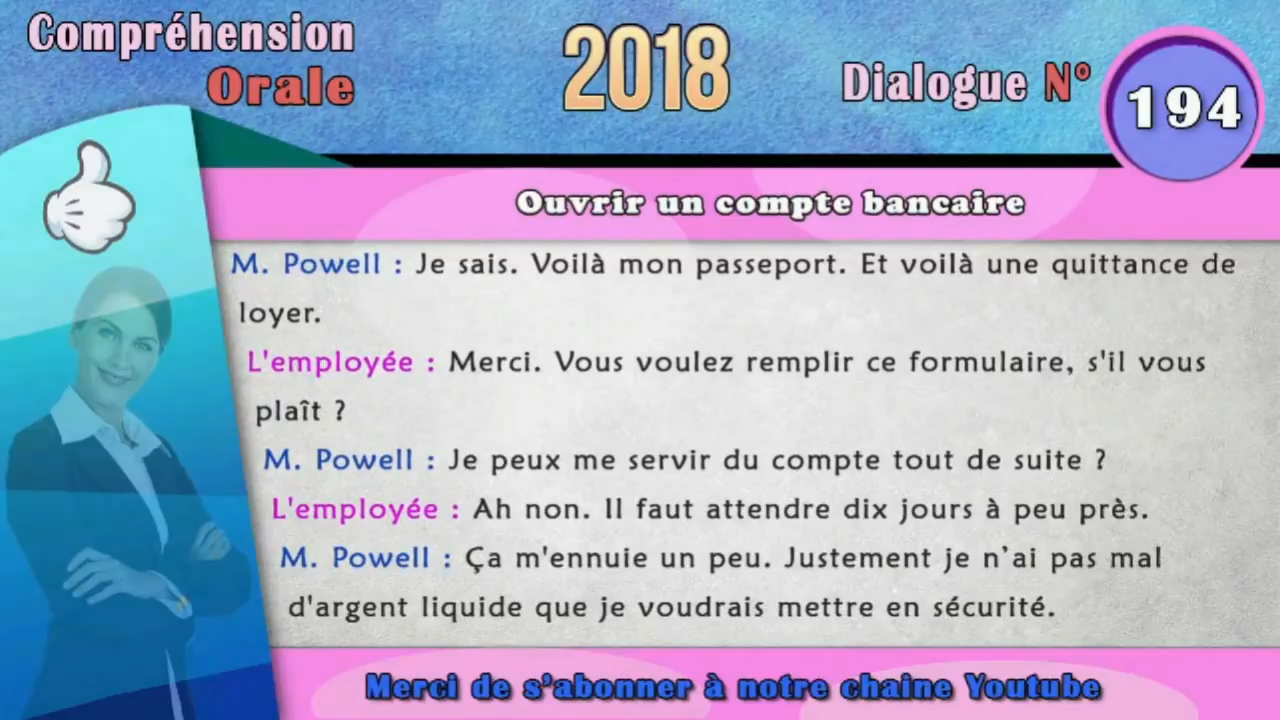 Compréhension
Orale
2018
Dialogue N°
194
Ouvrir un compte bancaire
M. Powell : Je sais. Voilà mon passeport. Et voilà une quittance de
loyer.
L'employée : Merci. Vous voulez remplir ce formulaire, s'il vous
plaît ?
M. Powell : Je peux me servir du compte tout de suite ?
L'employée : Ah non. Il faut attendre dix jours à peu près.
M. Powell : Ça m'ennuie un peu. Justement je n’ai pas mal
d'argent liquide que je voudrais mettre en sécurité.
Merci de s’abonner à notre chaine Youtube